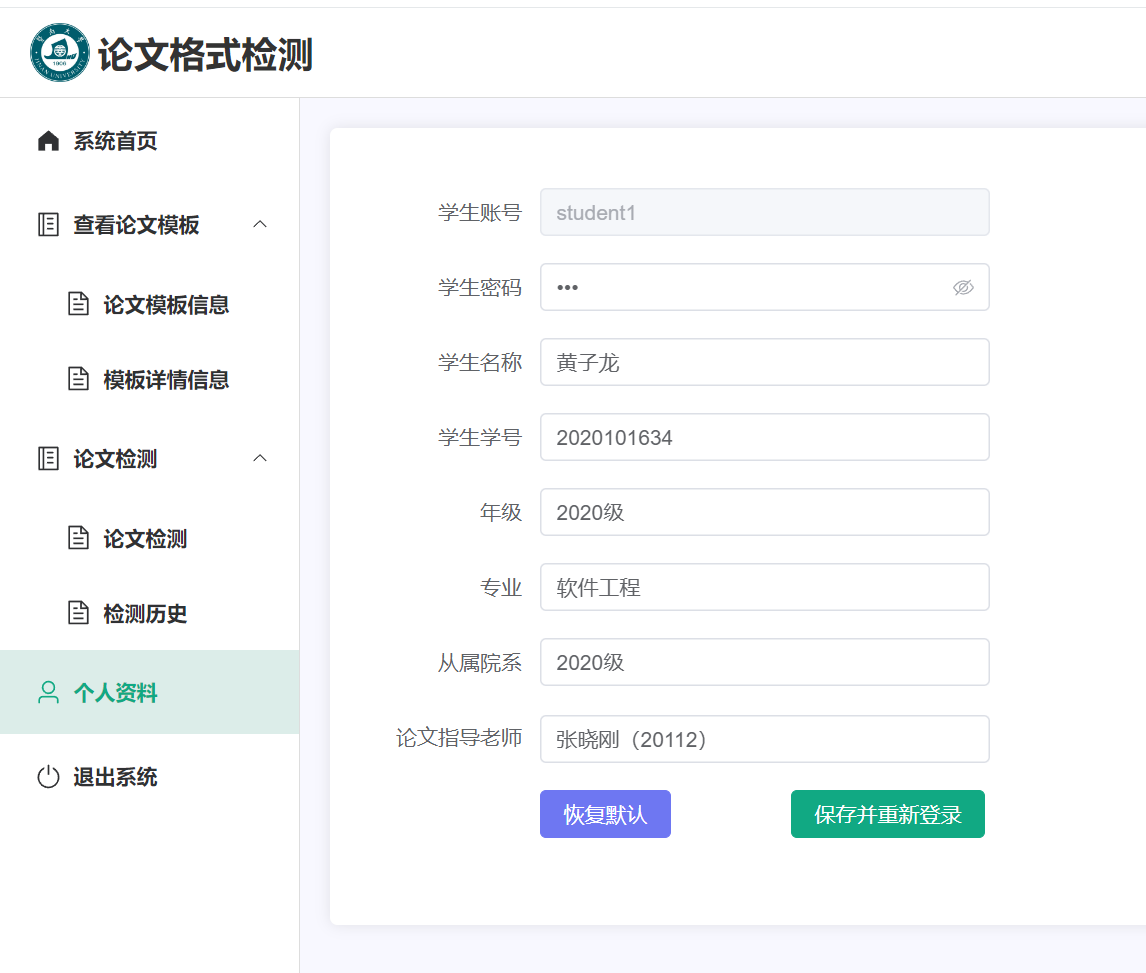 论文格式检测
系统首页
查看论文模板
论文模板信息
模板详情信息
论文检测
论文检测
检测历史
个人资料
退出系统
学生账号 student1
学生密码 •••
学生名称 黄子龙
学生学号 2020101634
年级 2020级
专业 软件工程
从属院系 2020级
论文指导老师 张晓刚（20112）
恢复默认 保存并重新登录